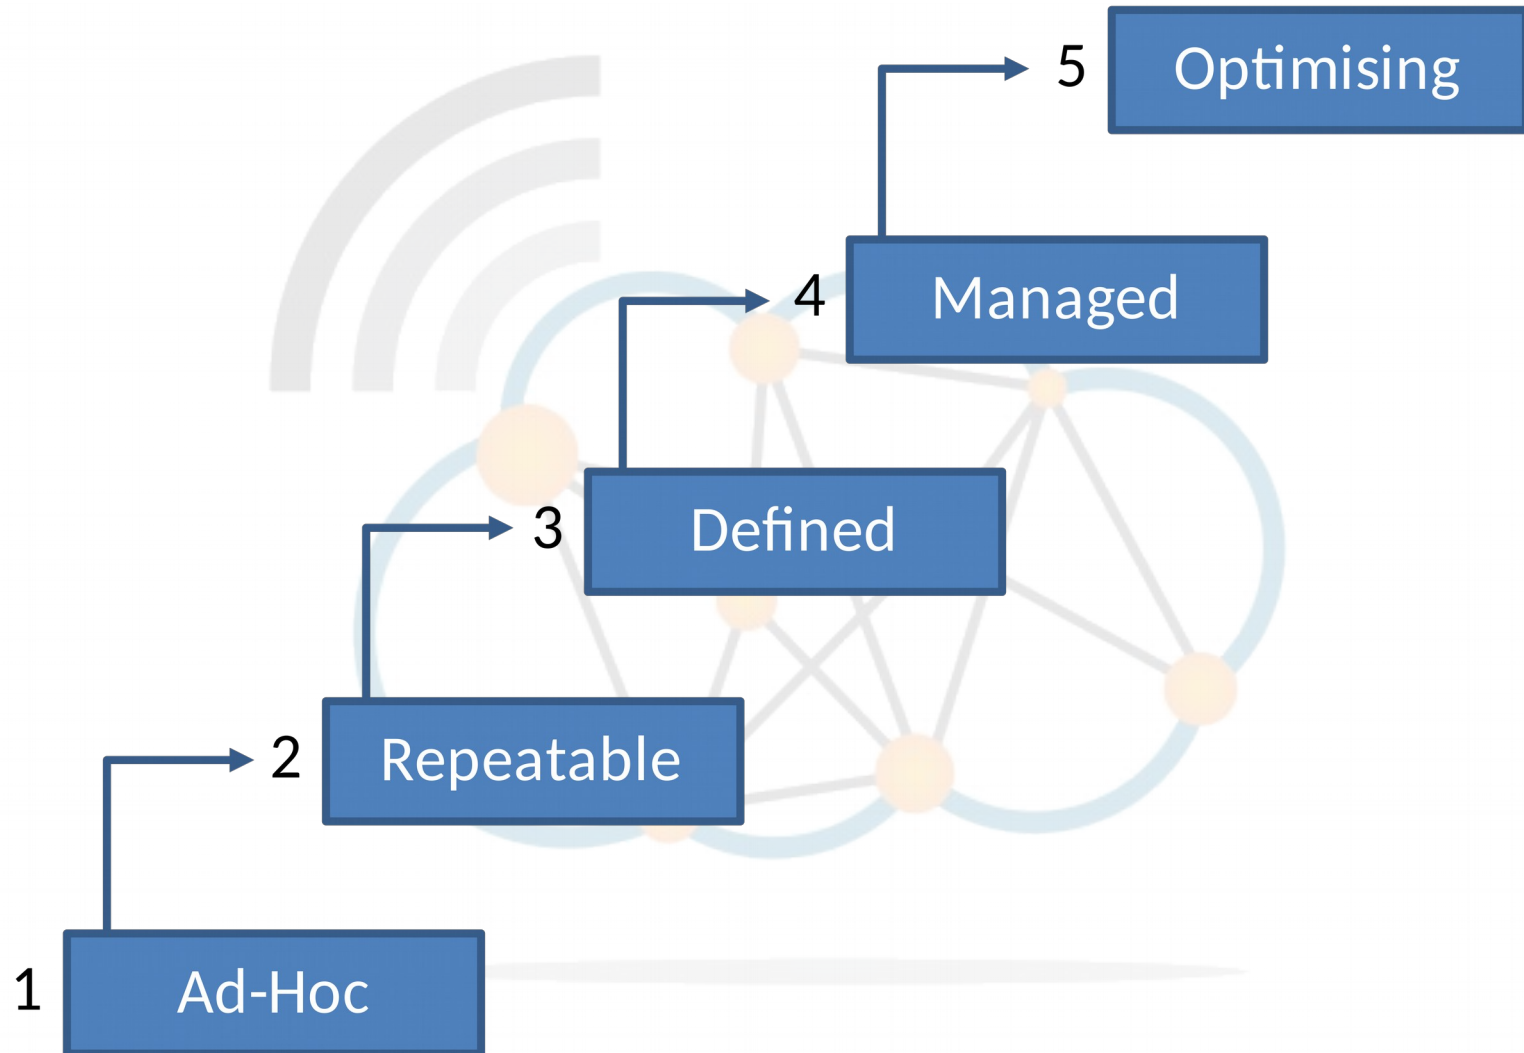 5 Optimising
4 Managed
3 Defined
2 Repeatable
1 Ad-Hoc